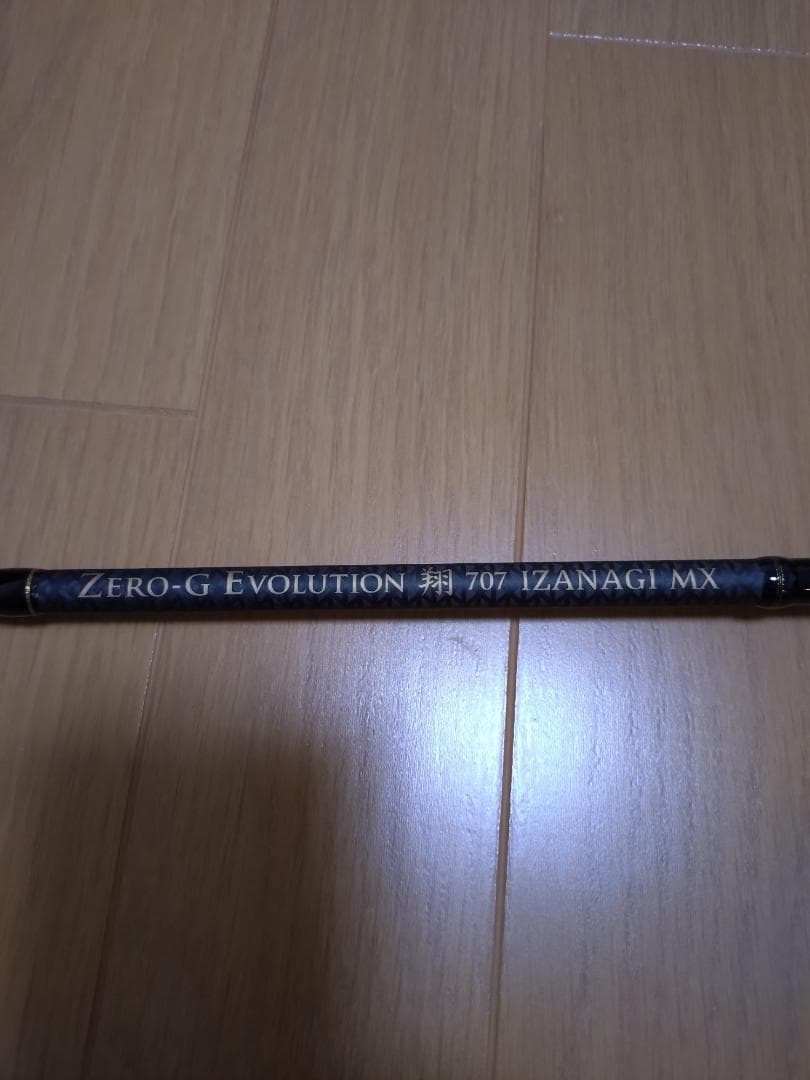 ZERO-G EVOLUTION 翔 707 IZANAGI MX